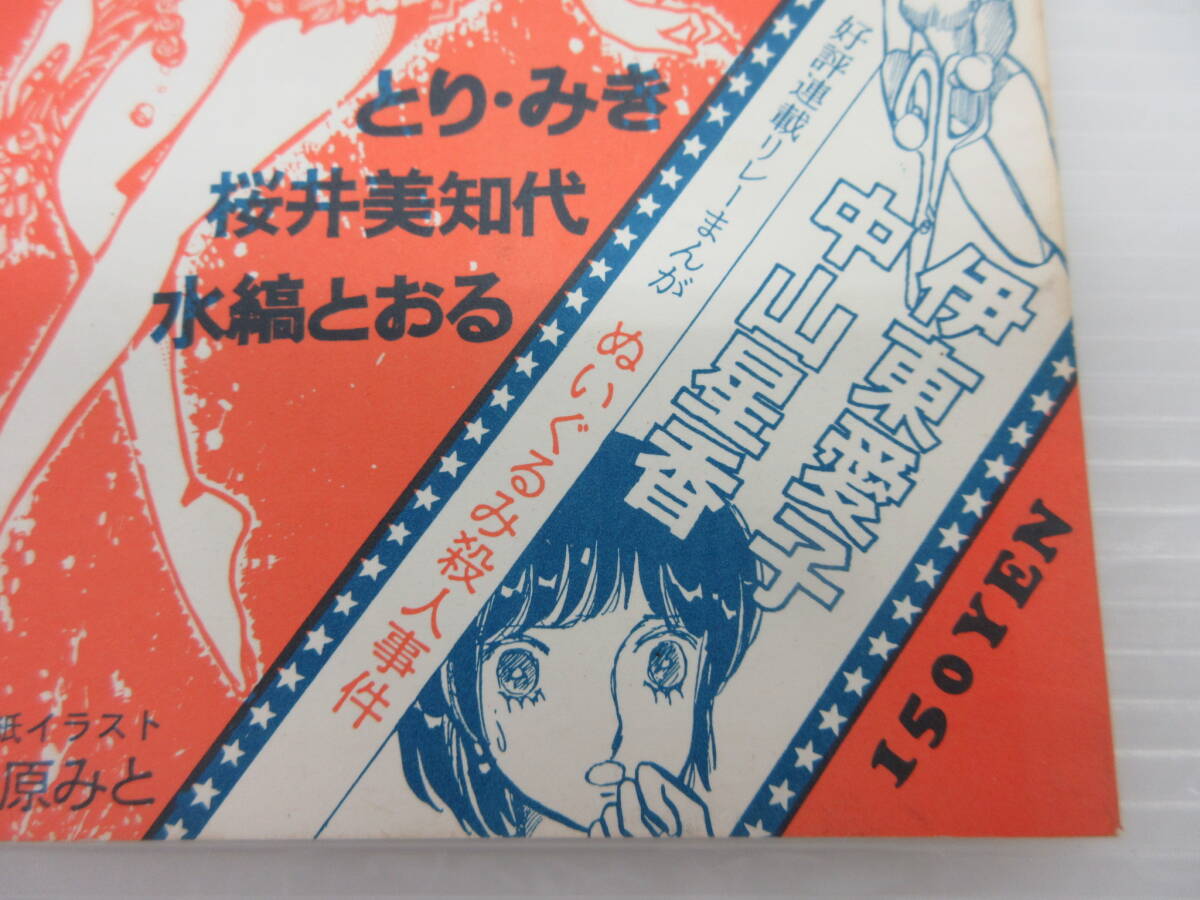 とり・みき
桜井美知代
水縞とおる
好評連載リレーまんが
伊東愛子
中山星香
ぬいぐるみ殺人事件
150YEN
紙イラスト
原みと